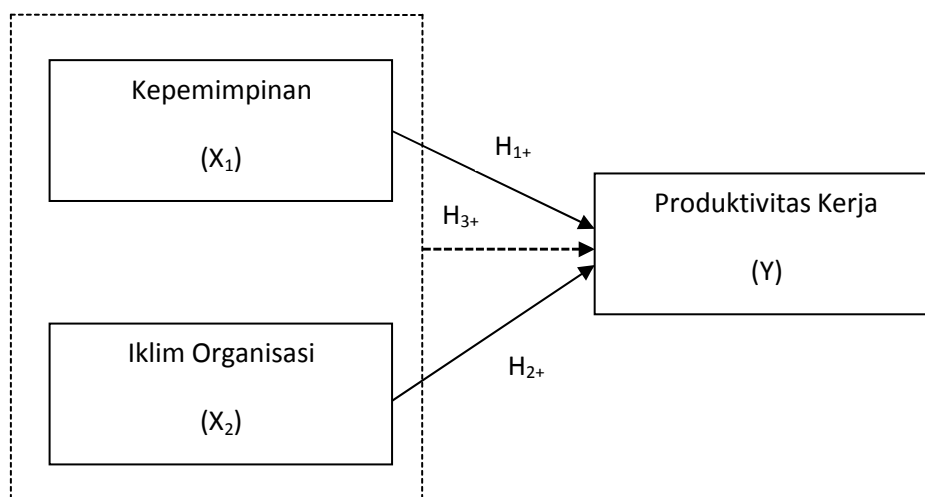 Kepemimpinan
(X₁)
H₁₊
Produktivitas Kerja
(Y)
H₃₊
Iklim Organisasi
(X₂)
H₂₊